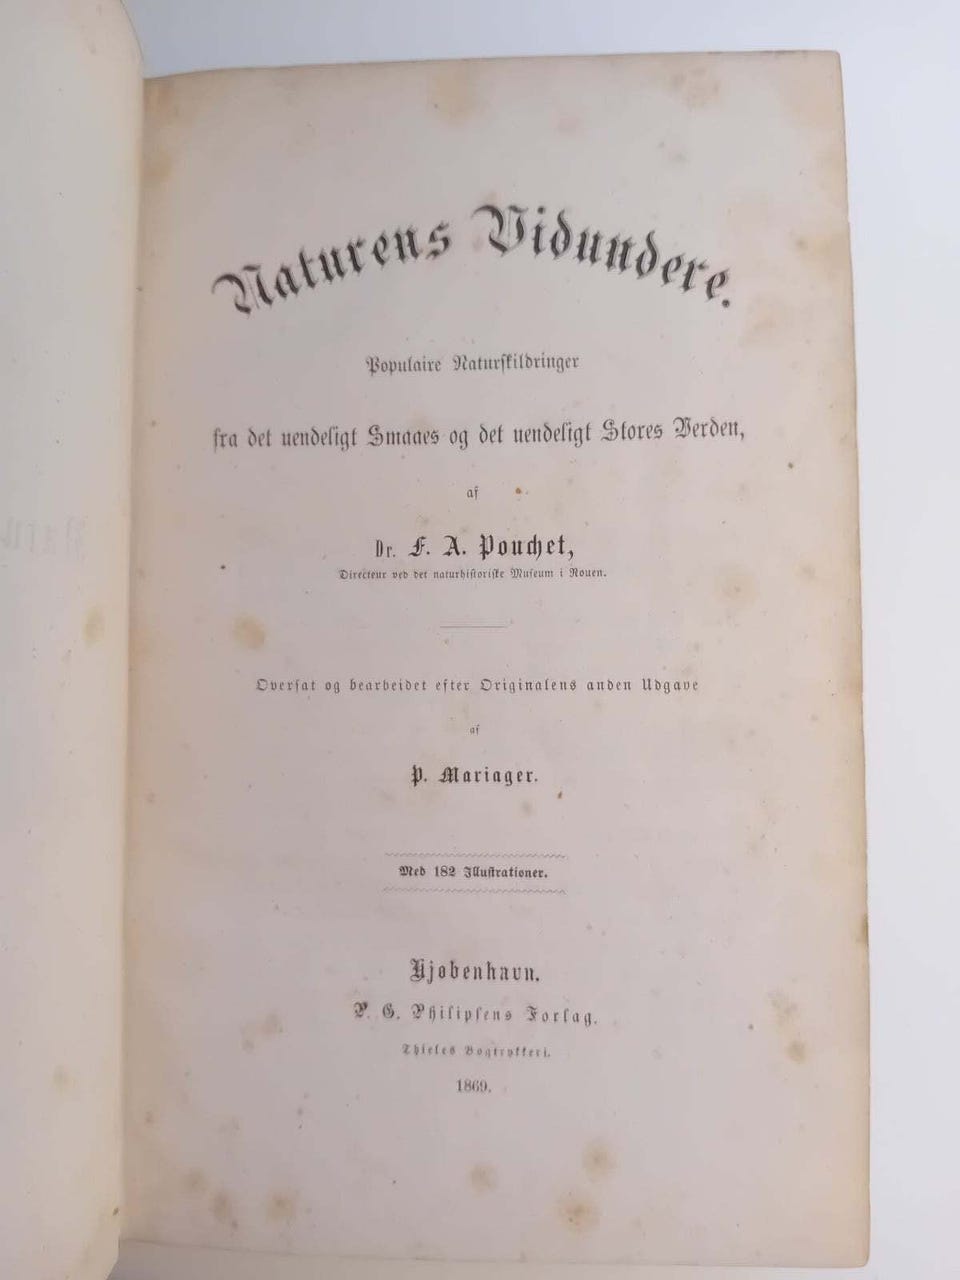 Naturens Vidundere.
Populaire Naturskildringer
fra det uendeligt Smaaes og det uendeligt Stores Verden,
af
Dr. F. A. Pouchet,
Directeur ved det naturhistoriske Museum i Rouen.
Oversat og bearbeidet efter Originalens anden Udgave
af
P. Mariager.
Med 182 Illustrationer.
Kjøbenhavn.
P. G. Philipsens Forlag.
Thieles Bogtrykkeri.
1869.